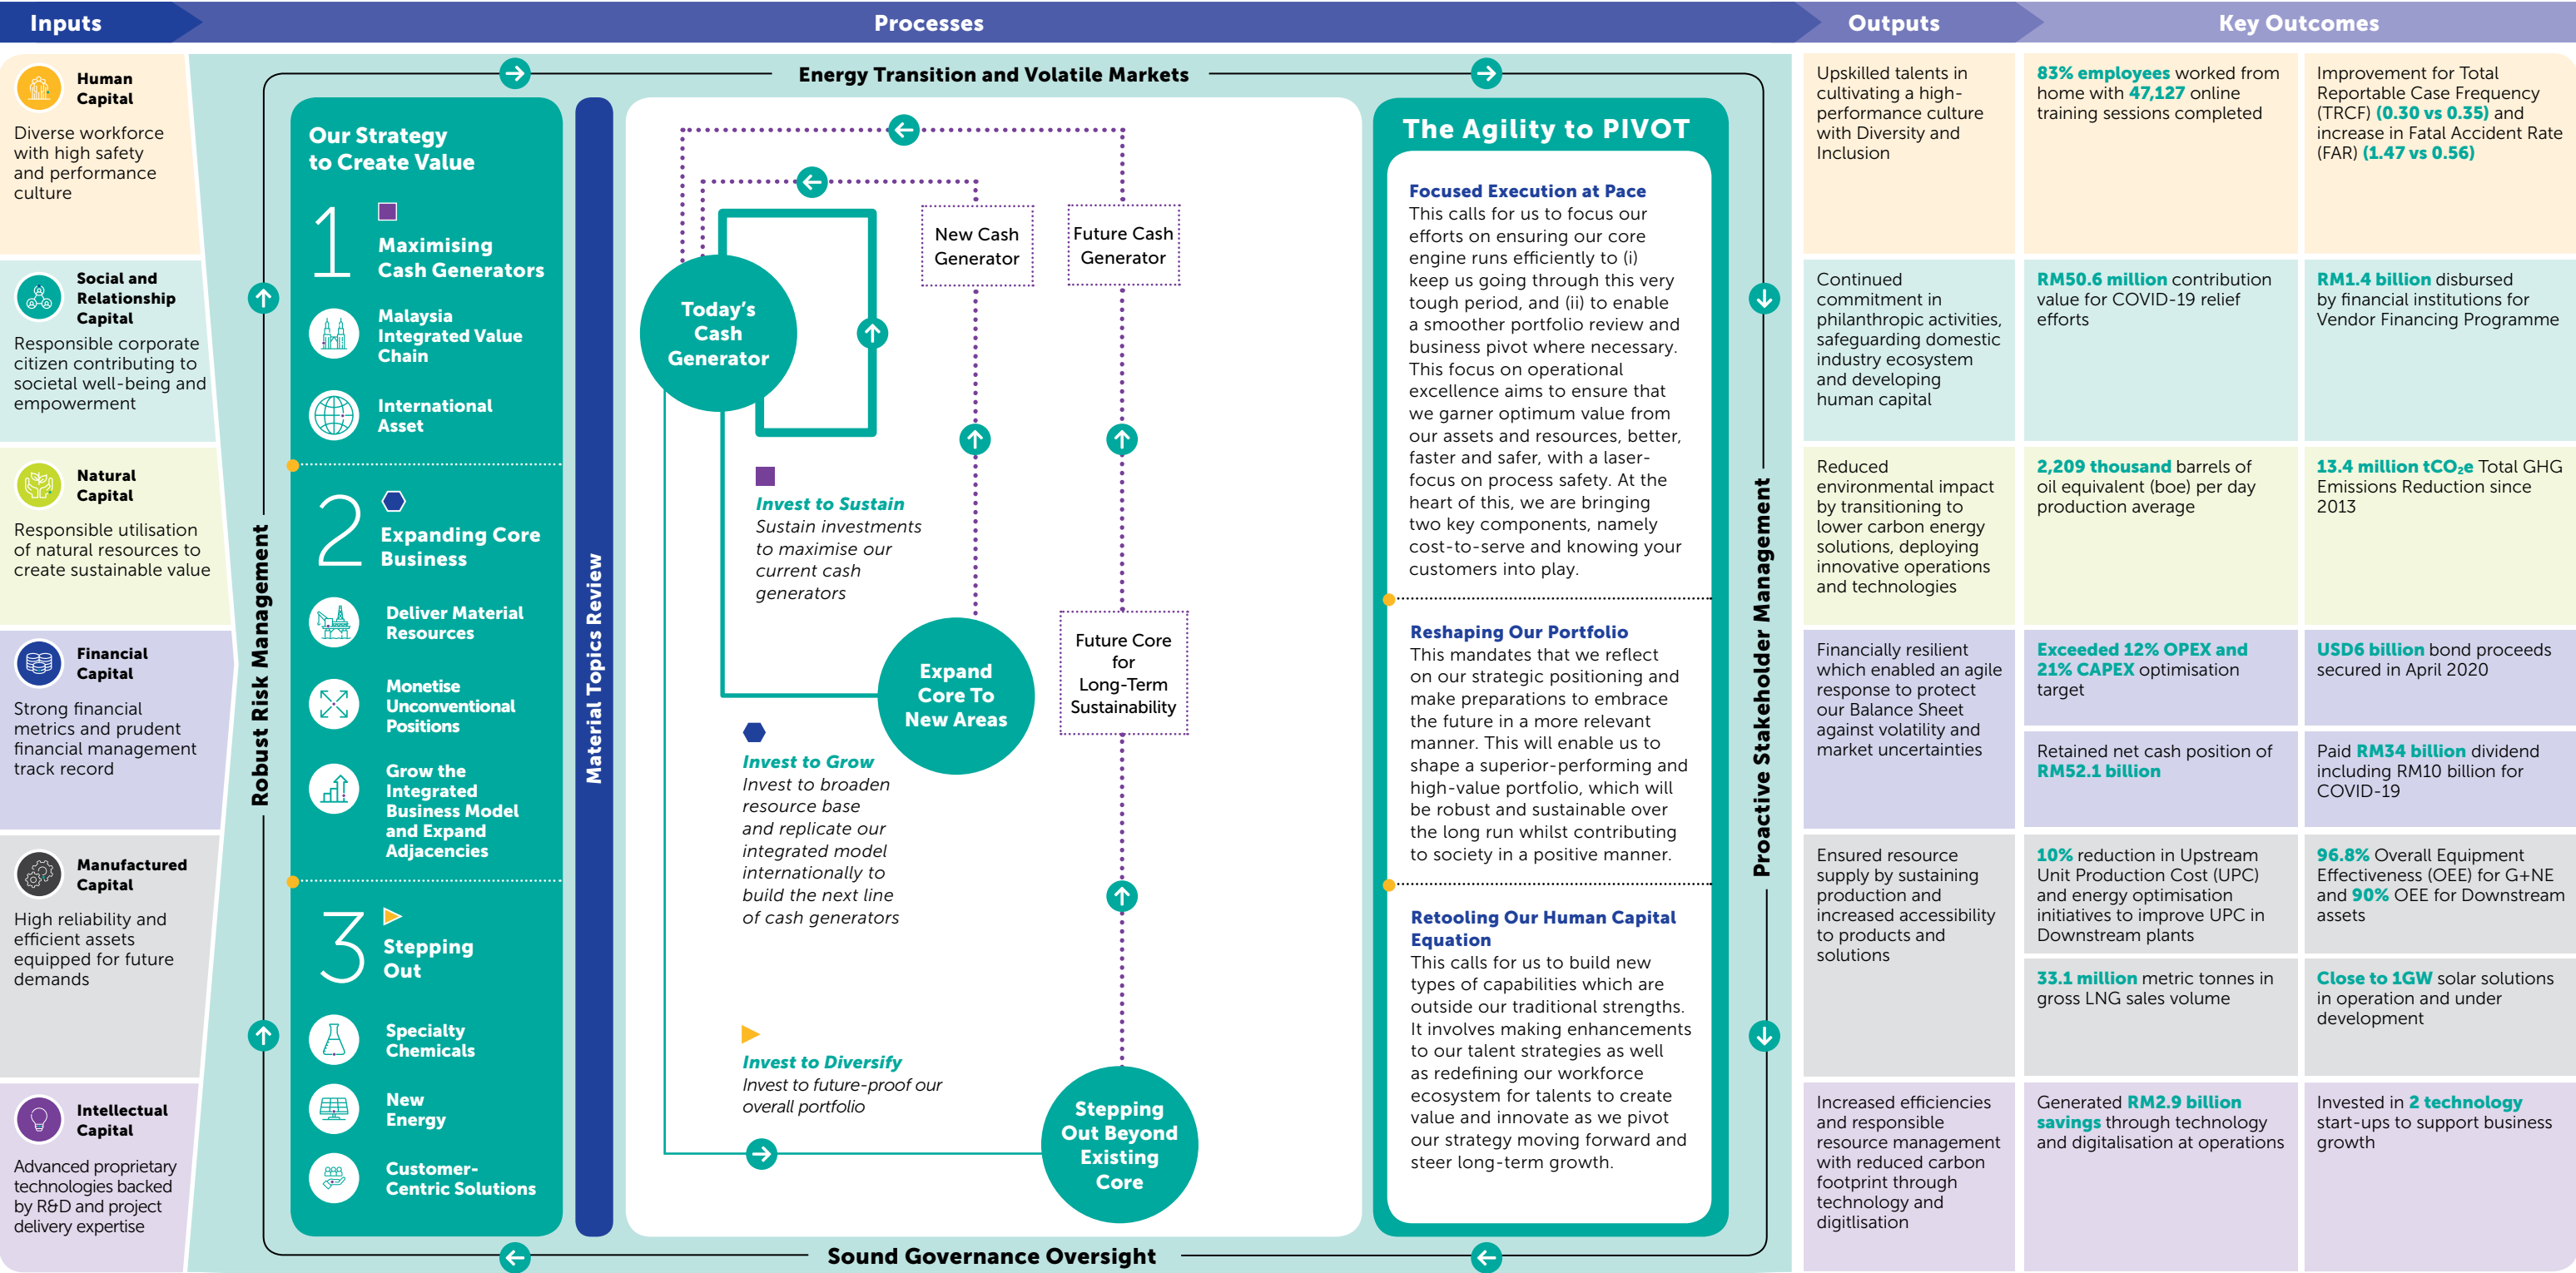 Inputs
Processes
Outputs
Key Outcomes
Human
Capital
Diverse workforce
with high safety
and performance
culture
Social and
Relationship
Capital
Responsible corporate
citizen contributing to
societal well-being and
empowerment
Natural
Capital
Responsible utilisation
of natural resources to
create sustainable value
Financial
Capital
Strong financial
metrics and prudent
financial management
track record
Manufactured
Capital
High reliability and
efficient assets
equipped for future
demands
Intellectual
Capital
Advanced proprietary
technologies backed
by R&D and project
delivery expertise
Energy Transition and Volatile Markets
Robust Risk Management
Our Strategy
to Create Value
1
Maximising
Cash Generators
Malaysia
Integrated Value
Chain
International
Asset
2
Expanding Core
Business
Deliver Material
Resources
Monetise
Unconventional
Positions
Grow the
Integrated
Business Model
and Expand
Adjacencies
3
Stepping
Out
Specialty
Chemicals
New
Energy
Customer-
Centric Solutions
Material Topics Review
Today's
Cash
Generator
New Cash
Generator
Future Cash
Generator
Invest to Sustain
Sustain investments
to maximise our
current cash
generators
Expand
Core To
New Areas
Future Core
for
Long-Term
Sustainability
Invest to Grow
Invest to broaden
resource base
and replicate our
integrated model
internationally to
build the next line
of cash generators
Invest to Diversify
Invest to future-proof our
overall portfolio
Stepping
Out Beyond
Existing
Core
The Agility to PIVOT
Focused Execution at Pace
This calls for us to focus our
efforts on ensuring our core
engine runs efficiently to (i)
keep us going through this very
tough period, and (ii) to enable
a smoother portfolio review and
business pivot where necessary.
This focus on operational
excellence aims to ensure that
we garner optimum value from
our assets and resources, better,
faster and safer, with a laser-
focus on process safety. At the
heart of this, we are bringing
two key components, namely
cost-to-serve and knowing your
customers into play.
Reshaping Our Portfolio
This mandates that we reflect
on our strategic positioning and
make preparations to embrace
the future in a more relevant
manner. This will enable us to
shape a superior-performing and
high-value portfolio, which will
be robust and sustainable over
the long run whilst contributing
to society in a positive manner.
Retooling Our Human Capital
Equation
This calls for us to build new
types of capabilities which are
outside our traditional strengths.
It involves making enhancements
to our talent strategies as well
as redefining our workforce
ecosystem for talents to create
value and innovate as we pivot
our strategy moving forward and
steer long-term growth.
Proactive Stakeholder Management
Sound Governance Oversight
Upskilled talents in
cultivating a high-
performance culture
with Diversity and
Inclusion
83% employees worked from
home with 47,127 online
training sessions completed
Improvement for Total
Reportable Case Frequency
(TRCF) (0.30 vs 0.35) and
increase in Fatal Accident Rate
(FAR) (1.47 vs 0.56)
Continued
commitment in
philanthropic activities,
safeguarding domestic
industry ecosystem
and developing
human capital
RM50.6 million contribution
value for COVID-19 relief
efforts
RM1.4 billion disbursed
by financial institutions for
Vendor Financing Programme
Reduced
environmental impact
by transitioning to
lower carbon energy
solutions, deploying
innovative operations
and technologies
2,209 thousand barrels of
oil equivalent (boe) per day
production average
13.4 million tCO₂e Total GHG
Emissions Reduction since
2013
Financially resilient
which enabled an agile
response to protect
our Balance Sheet
against volatility and
market uncertainties
Exceeded 12% OPEX and
21% CAPEX optimisation
target
USD6 billion bond proceeds
secured in April 2020
Retained net cash position of
RM52.1 billion
Paid RM34 billion dividend
including RM10 billion for
COVID-19
Ensured resource
supply by sustaining
production and
increased accessibility
to products and
solutions
10% reduction in Upstream
Unit Production Cost (UPC)
and energy optimisation
initiatives to improve UPC in
Downstream plants
96.8% Overall Equipment
Effectiveness (OEE) for G+NE
and 90% OEE for Downstream
assets
33.1 million metric tonnes in
gross LNG sales volume
Close to 1GW solar solutions
in operation and under
development
Increased efficiencies
and responsible
resource management
with reduced carbon
footprint through
technology and
digitlisation
Generated RM2.9 billion
savings through technology
and digitalisation at operations
Invested in 2 technology
start-ups to support business
growth